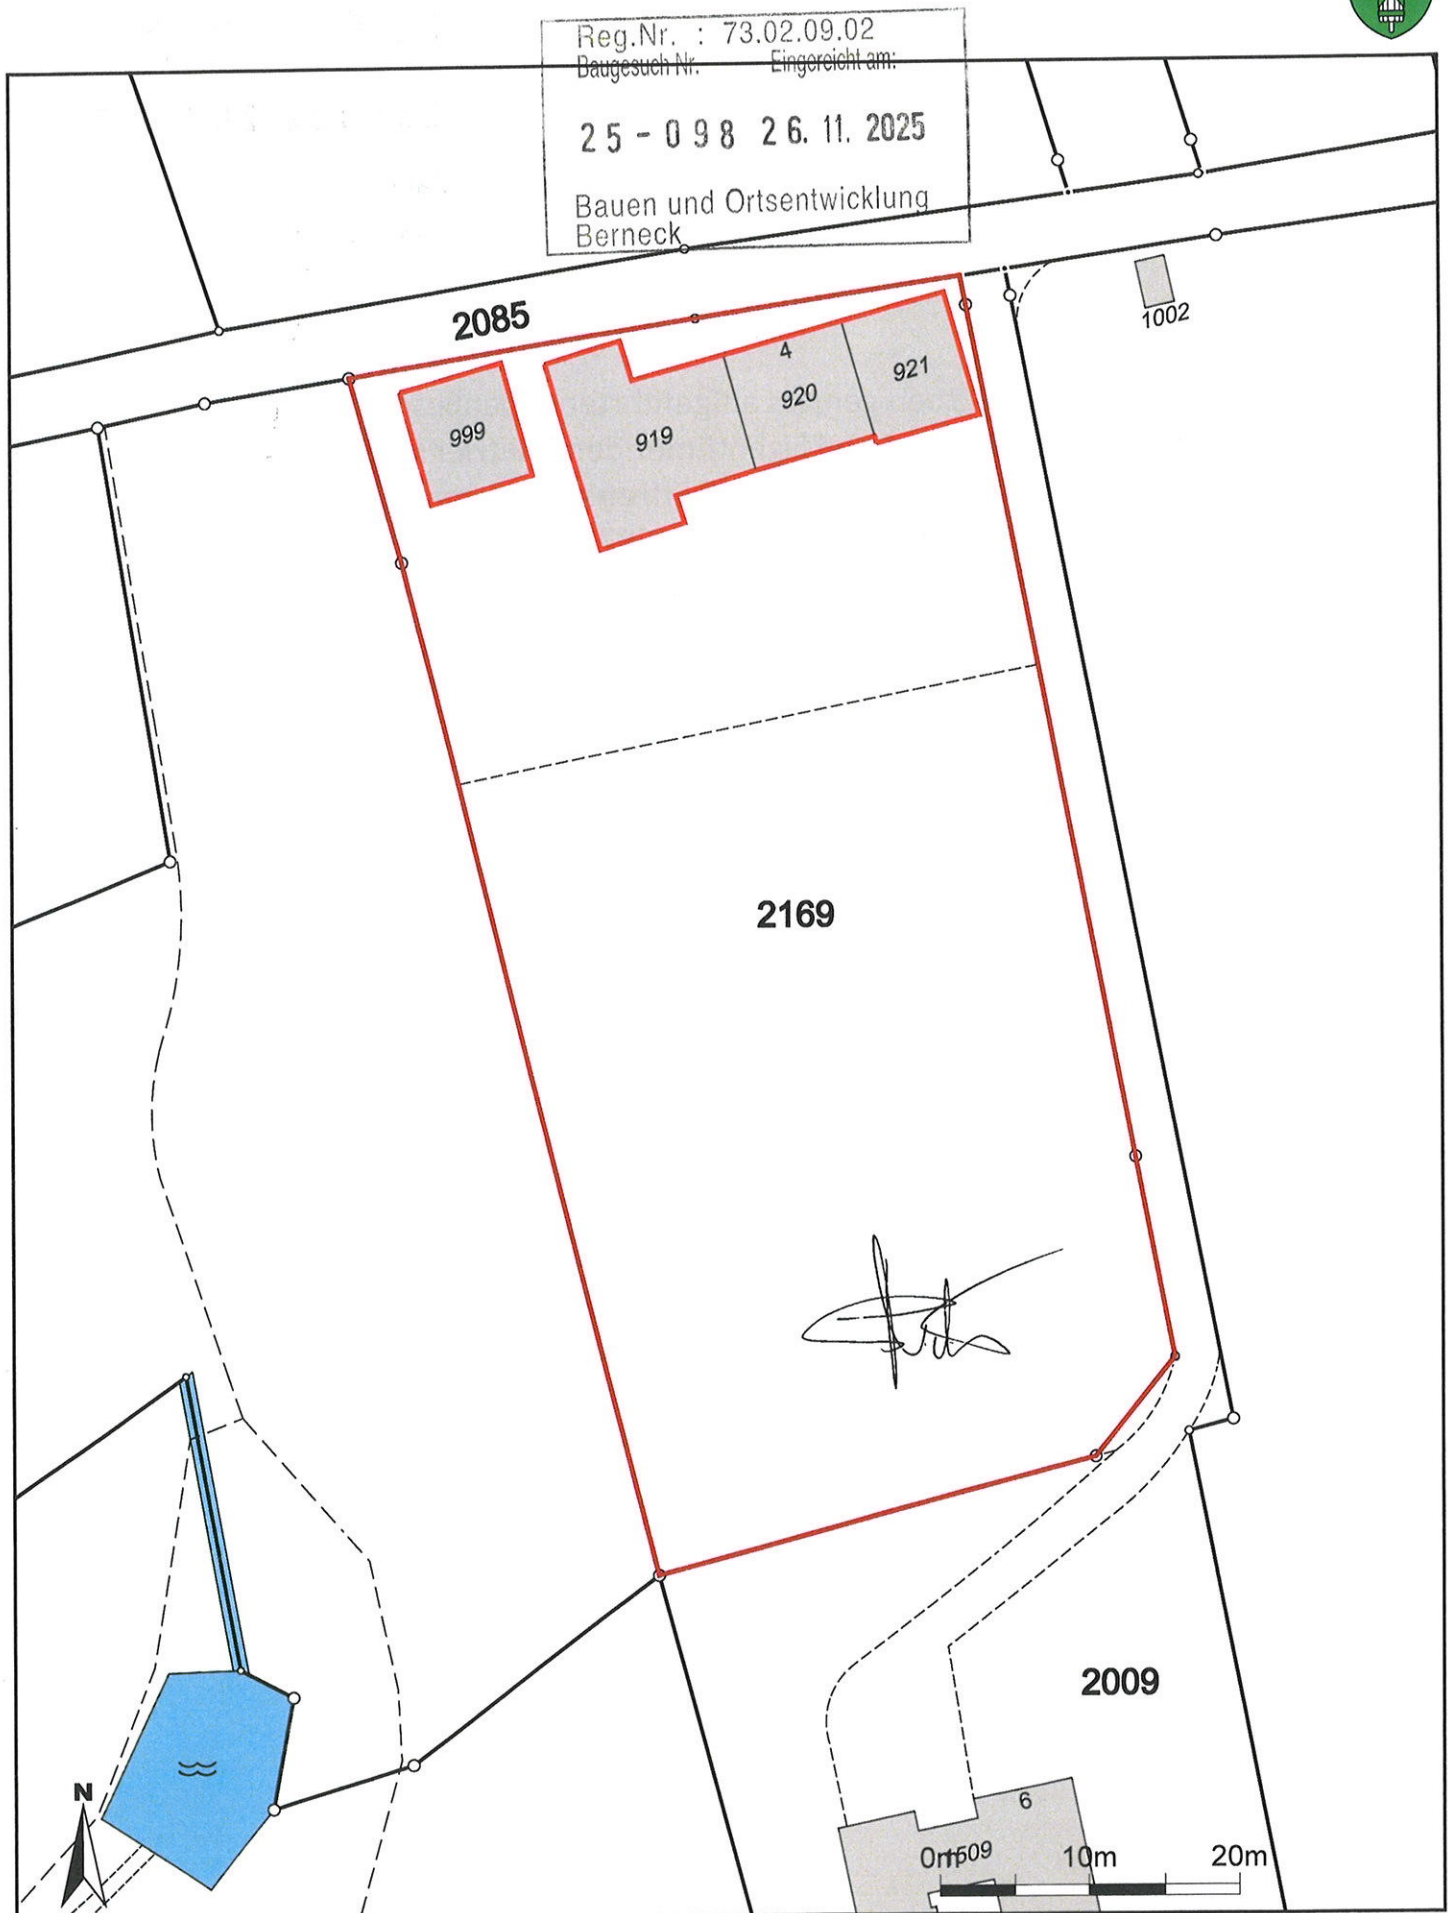 Reg.Nr. : 73.02.09.02
Baugesuch Nr. Eingereicht am:
25-098 26. 11. 2025
Bauen und Ortsentwicklung
Berneck
2085
1002
4
921
920
919
999
2169
2009
6
N
0m 10m 20m